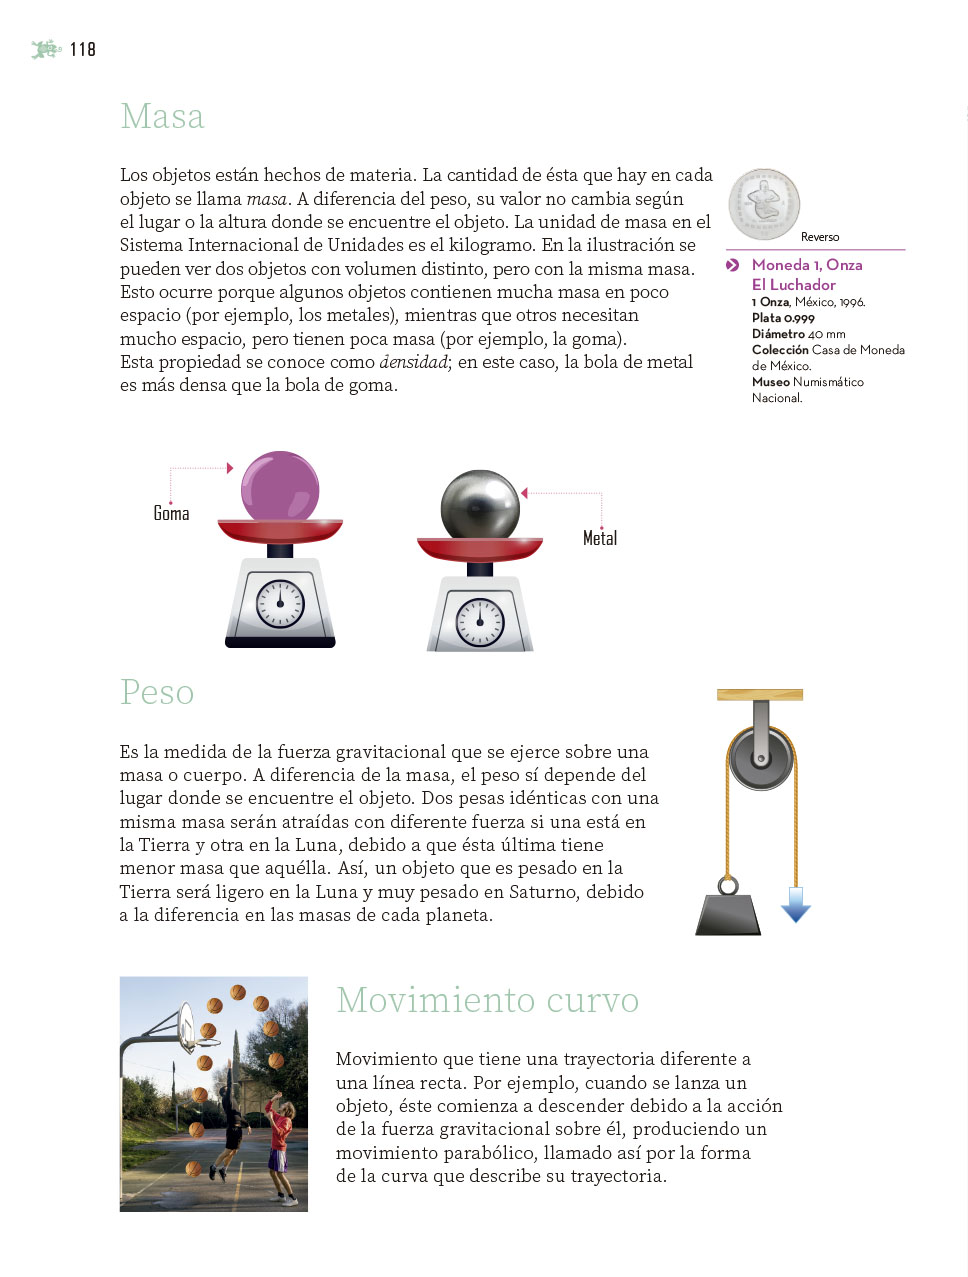 118
Masa
Los objetos están hechos de materia. La cantidad de ésta que hay en cada
objeto se llama masa. A diferencia del peso, su valor no cambia según
el lugar o la altura donde se encuentre el objeto. La unidad de masa en el
Sistema Internacional de Unidades es el kilogramo. En la ilustración se
pueden ver dos objetos con volumen distinto, pero con la misma masa.
Esto ocurre porque algunos objetos contienen mucha masa en poco
espacio (por ejemplo, los metales), mientras que otros necesitan
mucho espacio, pero tienen poca masa (por ejemplo, la goma).
Esta propiedad se conoce como densidad; en este caso, la bola de metal
es más densa que la bola de goma.
Reverso
Moneda 1, Onza
El Luchador
1 Onza, México, 1996.
Plata 0.999
Diámetro 40 mm
Colección Casa de Moneda
de México.
Museo Numismático
Nacional.
Goma
Metal
Peso
Es la medida de la fuerza gravitacional que se ejerce sobre una
masa o cuerpo. A diferencia de la masa, el peso sí depende del
lugar donde se encuentre el objeto. Dos pesas idénticas con una
misma masa serán atraídas con diferente fuerza si una está en
la Tierra y otra en la Luna, debido a que ésta última tiene
menor masa que aquélla. Así, un objeto que es pesado en la
Tierra será ligero en la Luna y muy pesado en Saturno, debido
a la diferencia en las masas de cada planeta.
Movimiento curvo
Movimiento que tiene una trayectoria diferente a
una línea recta. Por ejemplo, cuando se lanza un
objeto, éste comienza a descender debido a la acción
de la fuerza gravitacional sobre él, produciendo un
movimiento parabólico, llamado así por la forma
de la curva que describe su trayectoria.